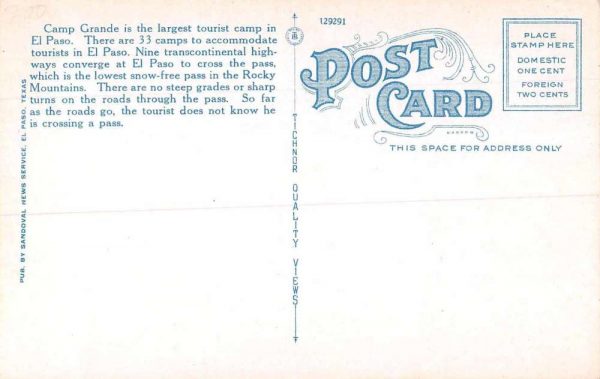 Camp Grande is the largest tourist camp in
El Paso. There are 33 camps to accommodate
tourists in El Paso. Nine transcontinental high-
ways converge at El Paso to cross the pass,
which is the lowest snow-free pass in the Rocky
Mountains. There are no steep grades or sharp
turns on the roads through the pass. So far
as the roads go, the tourist does not know he
is crossing a pass.
PUB. BY SANDOVAL NEWS SERVICE, EL PASO, TEXAS
TICHNOR QUALITY VIEWS
129291
POST
CARD
PLACE
STAMP HERE
DOMESTIC
ONE CENT
FOREIGN
TWO CENTS
THIS SPACE FOR ADDRESS ONLY